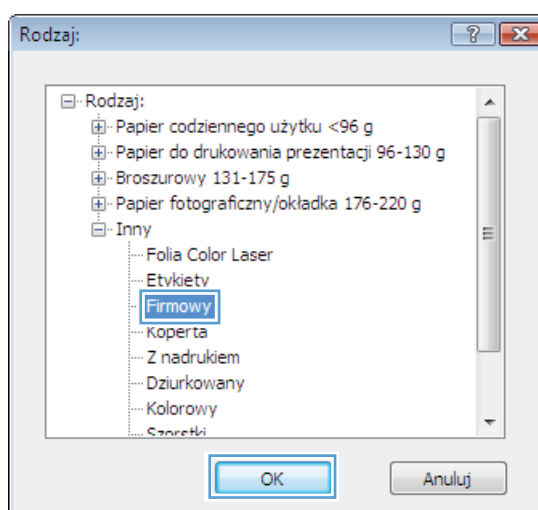 Rodzaj:
Rodzaj:
Papier codziennego użytku <96 g
Papier do drukowania prezentacji 96-130 g
Broszurowy 131-175 g
Papier fotograficzny/okładka 176-220 g
Inny
Folia Color Laser
Etykiety
Firmowy
Koperta
Z nadrukiem
Dziurkowany
Kolorowy
Szorstki
OK
Anuluj